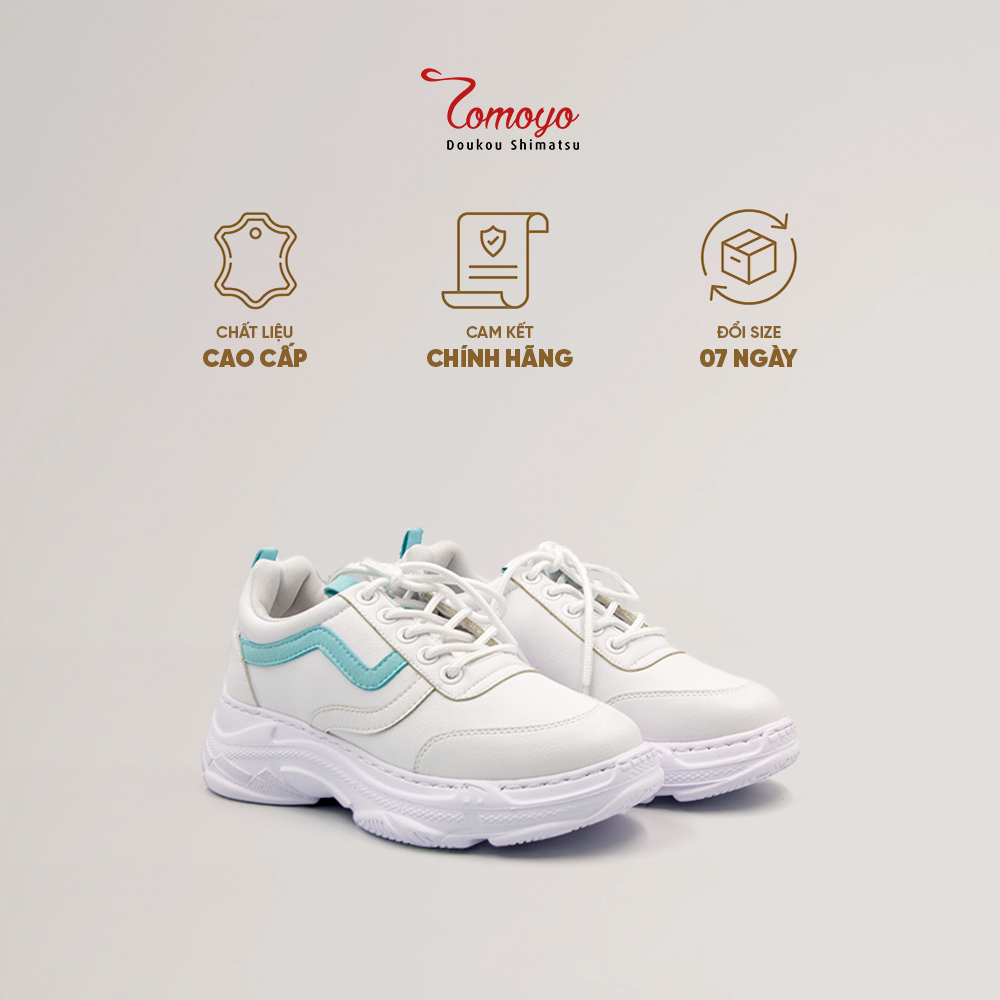 Tomoyo
Doukou Shimatsu
CHẤT LIỆU
CAO CẤP
CAM KẾT
CHÍNH HÃNG
ĐỔI SIZE
07 NGÀY